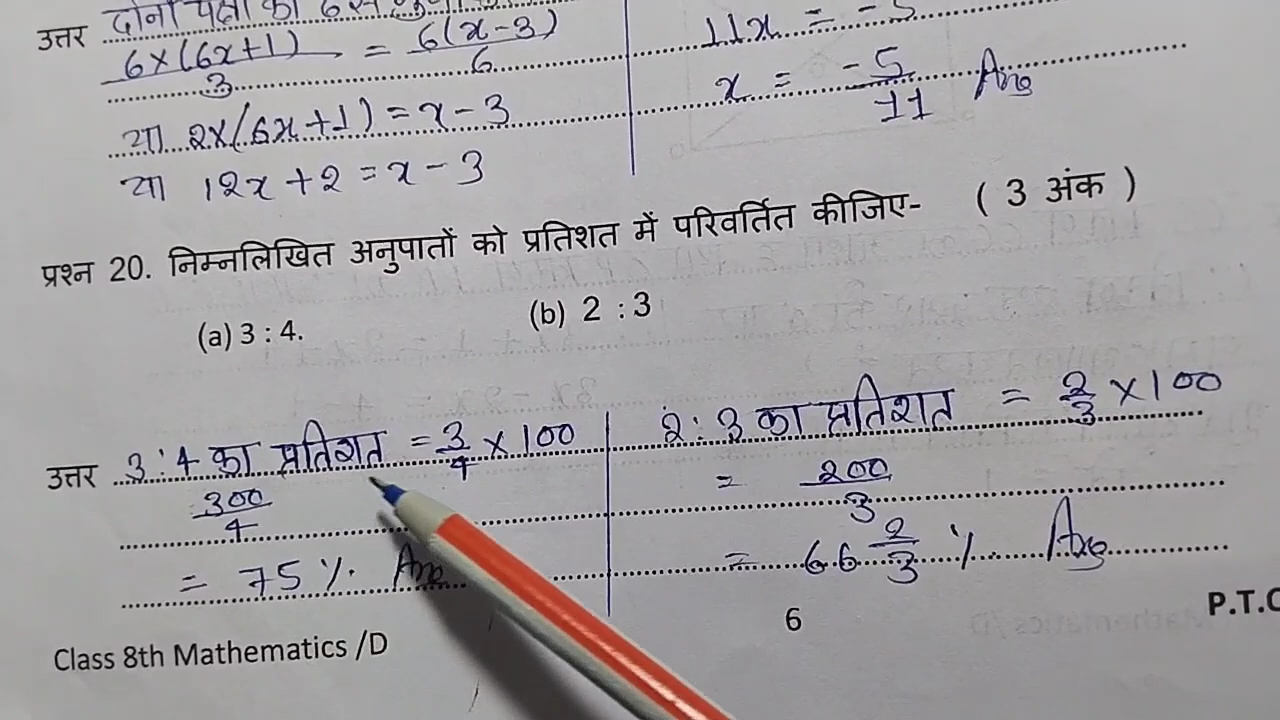 उत्तर दोनों पक्षों को
6×(6x+1)/3 = 6(x-3)/6
या 2×(6x+1) = x-3
या 12x+2 = x-3
11x = -5
x = -5/11 Ans
प्रश्न 20. निम्नलिखित अनुपातों को प्रतिशत में परिवर्तित कीजिए- ( 3 अंक )
(a) 3 : 4. (b) 2 : 3
उत्तर 3:4 का प्रतिशत = 3/4 × 100
300/4
= 75 %. Ans
2:3 का प्रतिशत = 2/3 × 100
= 200/3
= 66 2/3 %. Ans
6
P.T.O
Class 8th Mathematics /D